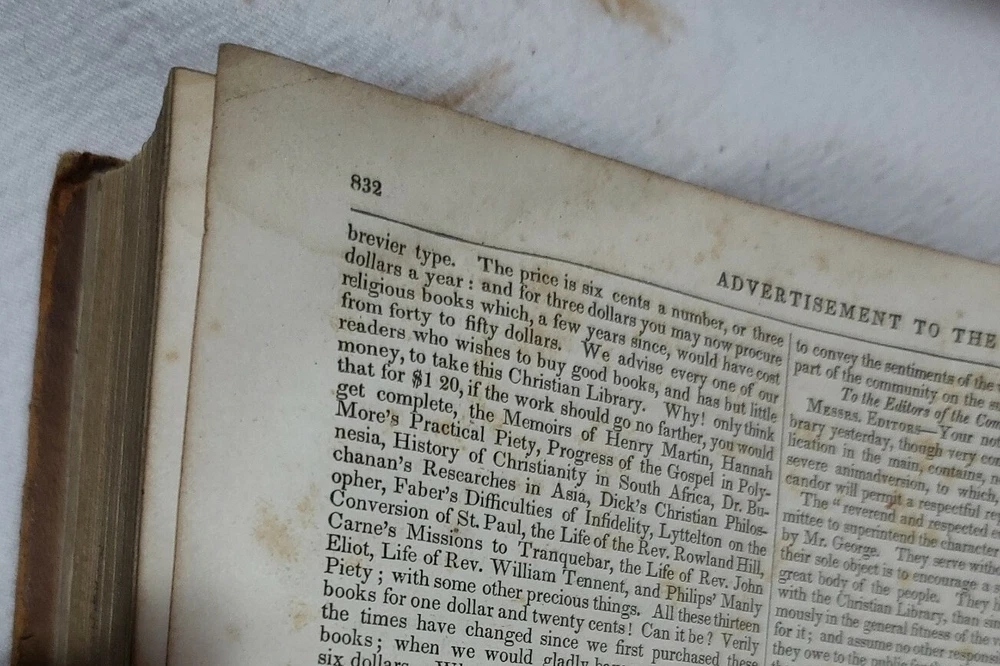 832
ADVERTISEMENT TO THE
brevier type. The price is six cents a number, or three
dollars a year: and for three dollars you may now procure
religious books which, a few years since, would have cost
from forty to fifty dollars. We advise every one of our
readers who wishes to buy good books, and has but little
money, to take this Christian Library. Why! only think
that for $1 20, if the work should go no farther, you would
get complete, the Memoirs of Henry Martin, Hannah
More's Practical Piety, Progress of the Gospel in Poly-
nesia, History of Christianity in South Africa, Dr. Bu-
chanan's Researches in Asia, Dick's Christian Philos-
opher, Faber's Difficulties of Infidelity, Lyttelton on the
Conversion of St. Paul, the Life of the Rev. Rowland Hill,
Carne's Missions to Tranquebar, the Life of Rev. John
Eliot, Life of Rev. William Tennent, and Philips' Manly
Piety; with some other precious things. All these thirteen
books for one dollar and twenty cents! Can it be? Verily
the times have changed since we first purchased these
books; when we would gladly
six dollars.
to convey the sentiments of the
part of the community on the
To the Editors of the Com
MESSRS. EDITORS—Your no
brary yesterday, though very con
lication in the main, contains,
severe animadversion, to which,
candor will permit a respectful re
The "reverend and respected
mittee to superintend the character
by Mr. George. They serve witho
their sole object is to encourage a
great body of the people. They
with the Christian Library, than
mously in the general fitness of the
for it; and assume no other respons
they owe to the